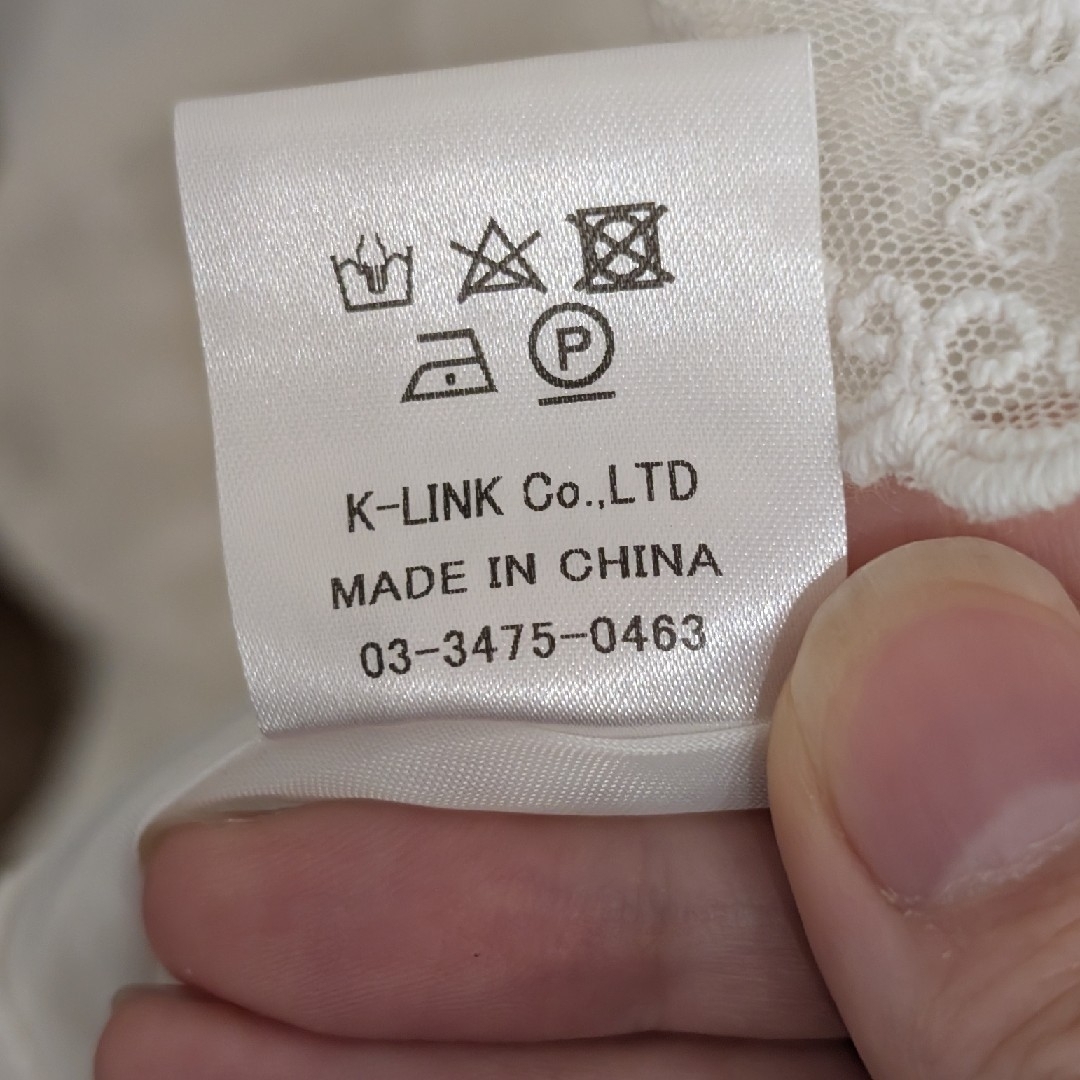 P
K-LINK Co.,LTD
MADE IN CHINA
03-3475-0463